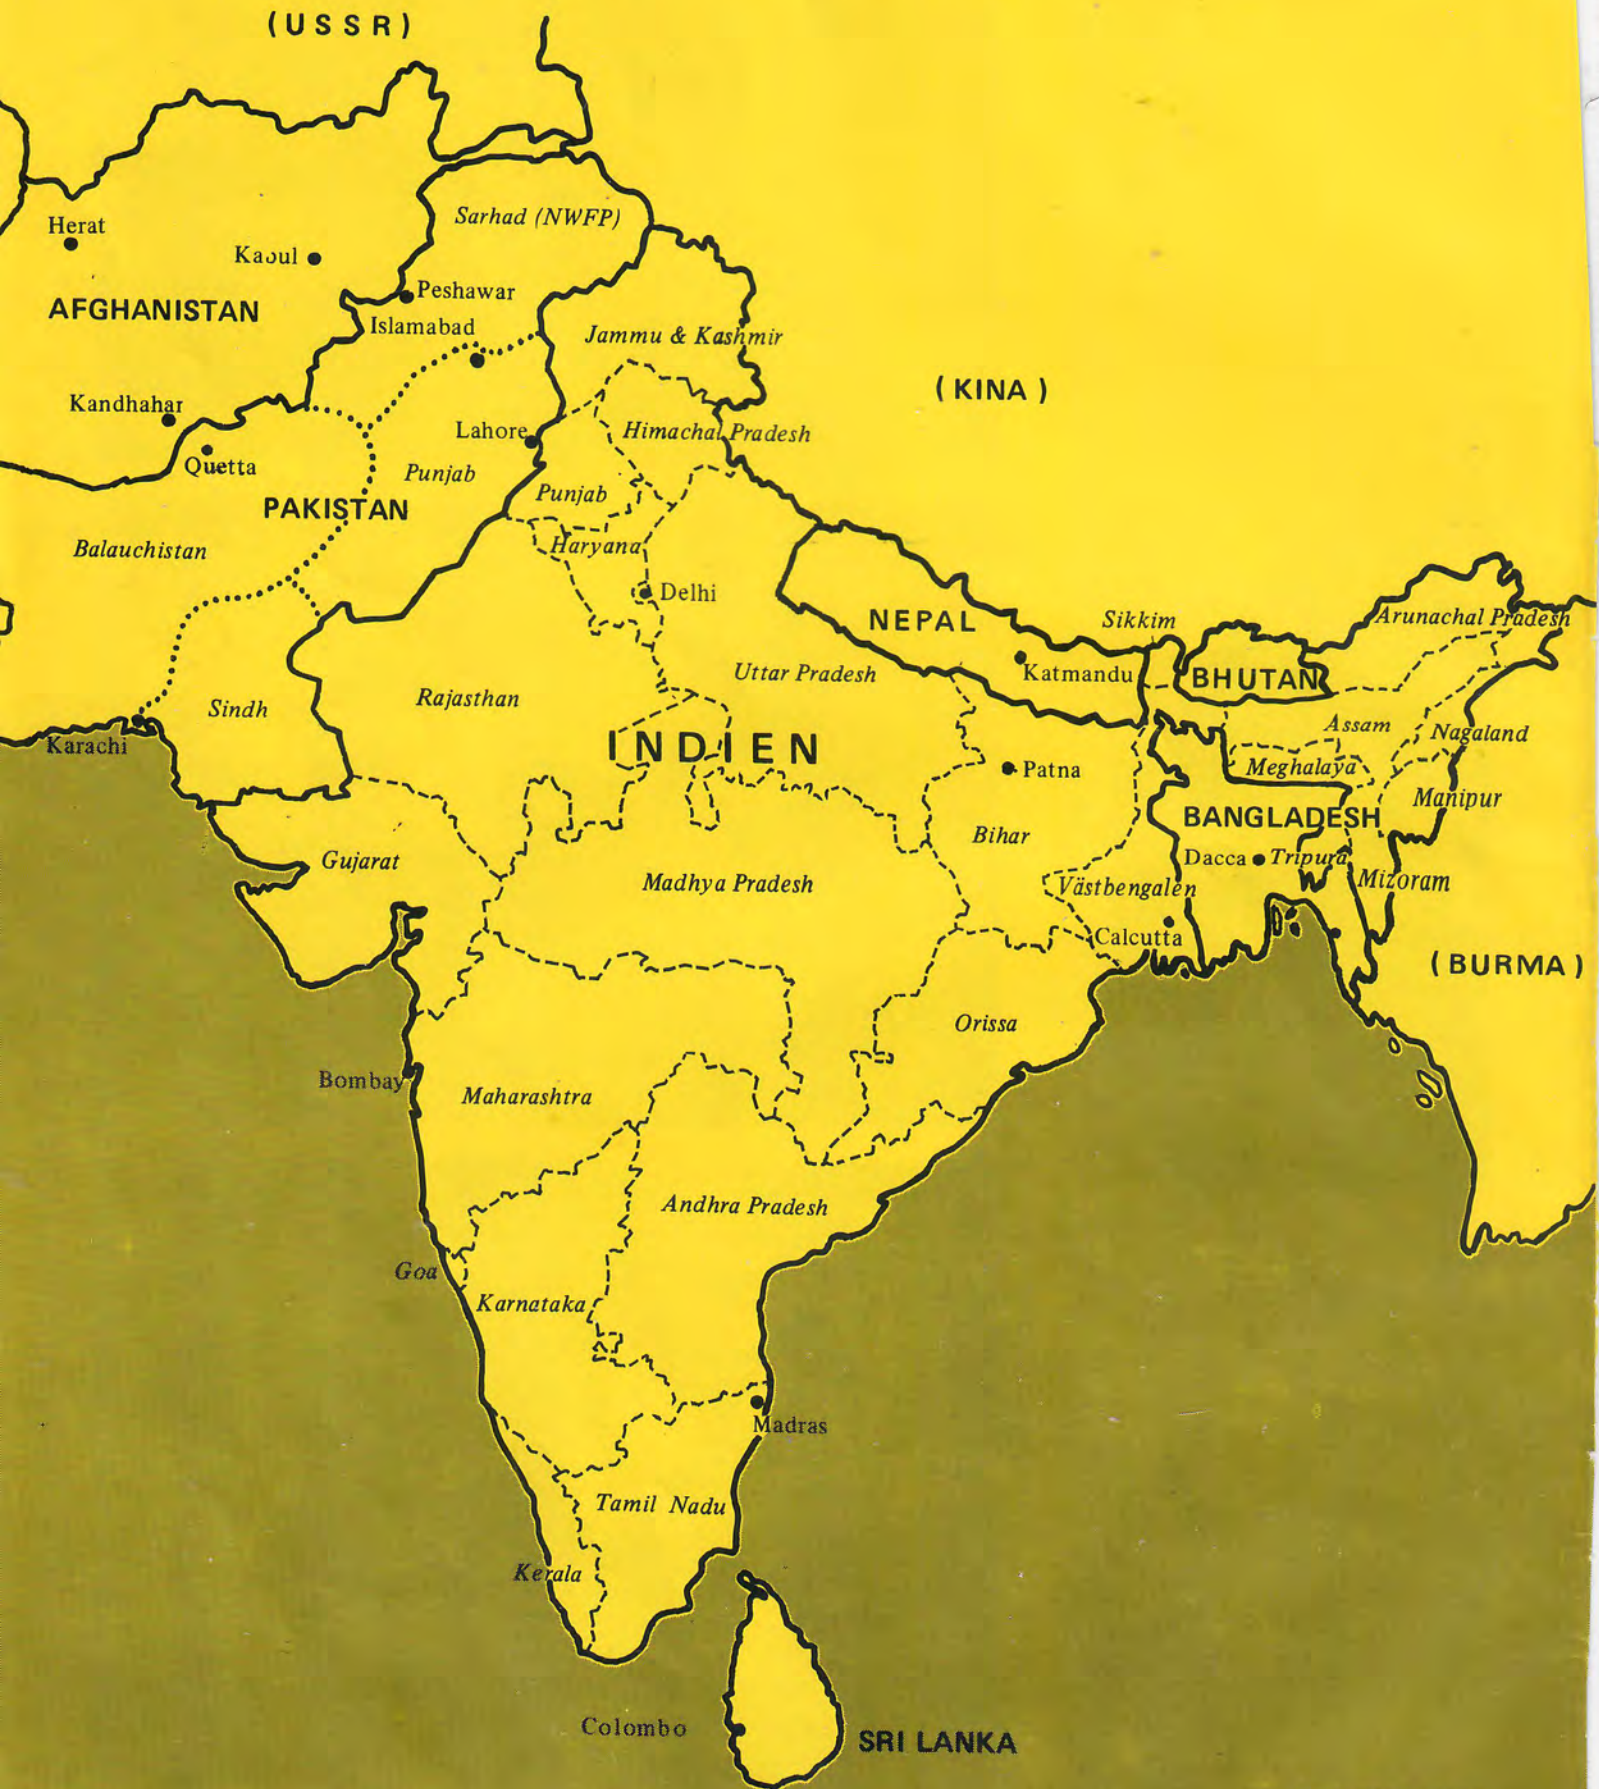 (USSR)
Sarhad (NWFP)
Herat
Kabul
Peshawar
AFGHANISTAN
Islamabad
Jammu & Kashmir
(KINA)
Kandhahar
Lahore
Himachal Pradesh
Quetta
Punjab
Punjab
PAKISTAN
Balauchistan
Haryana
Delhi
NEPAL
Sikkim
Arunachal Pradesh
Katmandu
BHUTAN
Uttar Pradesh
Rajasthan
Sindh
Assam
Nagaland
Karachi
INDIEN
Patna
Meghalaya
Manipur
BANGLADESH
Bihar
Gujarat
Dacca
Tripura
Madhya Pradesh
Västbengalen
Mizoram
Calcutta
(BURMA)
Orissa
Bombay
Maharashtra
Andhra Pradesh
Goa
Karnataka
Madras
Tamil Nadu
Kerala
Colombo
SRI LANKA